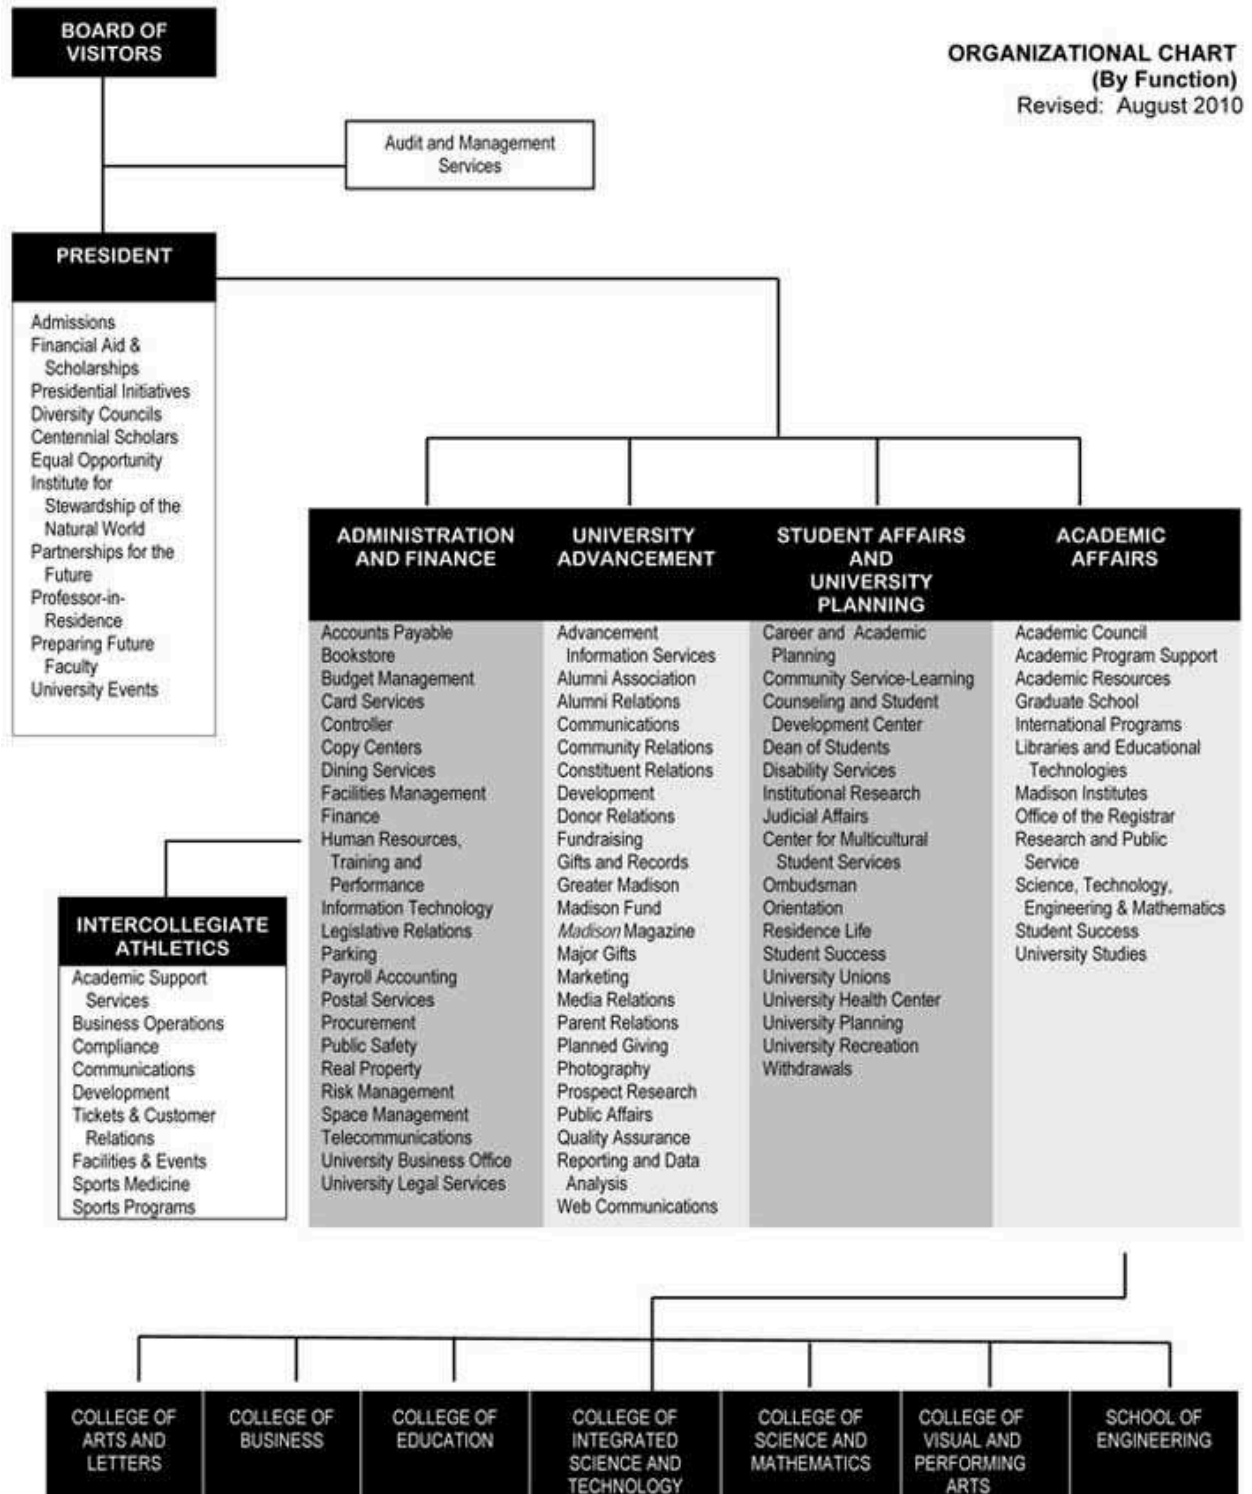 BOARD OF
VISITORS
ORGANIZATIONAL CHART
(By Function)
Revised: August 2010
Audit and Management
Services
PRESIDENT
Admissions
Financial Aid &
Scholarships
Presidential Initiatives
Diversity Councils
Centennial Scholars
Equal Opportunity
Institute for
Stewardship of the
Natural World
Partnerships for the
Future
Professor-in-
Residence
Preparing Future
Faculty
University Events
ADMINISTRATION
AND FINANCE
Accounts Payable
Bookstore
Budget Management
Card Services
Controller
Copy Centers
Dining Services
Facilities Management
Finance
Human Resources,
Training and
Performance
Information Technology
Legislative Relations
Parking
Payroll Accounting
Postal Services
Procurement
Public Safety
Real Property
Risk Management
Space Management
Telecommunications
University Business Office
University Legal Services
UNIVERSITY
ADVANCEMENT
Advancement
Information Services
Alumni Association
Alumni Relations
Communications
Community Relations
Constituent Relations
Development
Donor Relations
Fundraising
Gifts and Records
Greater Madison
Madison Fund
Madison Magazine
Major Gifts
Marketing
Media Relations
Parent Relations
Planned Giving
Photography
Prospect Research
Public Affairs
Quality Assurance
Reporting and Data
Analysis
Web Communications
STUDENT AFFAIRS
AND
UNIVERSITY
PLANNING
Career and Academic
Planning
Community Service-Learning
Counseling and Student
Development Center
Dean of Students
Disability Services
Institutional Research
Judicial Affairs
Center for Multicultural
Student Services
Ombudsman
Orientation
Residence Life
Student Success
University Unions
University Health Center
University Planning
University Recreation
Withdrawals
ACADEMIC
AFFAIRS
Academic Council
Academic Program Support
Academic Resources
Graduate School
International Programs
Libraries and Educational
Technologies
Madison Institutes
Office of the Registrar
Research and Public
Service
Science, Technology,
Engineering & Mathematics
Student Success
University Studies
INTERCOLLEGIATE
ATHLETICS
Academic Support
Services
Business Operations
Compliance
Communications
Development
Tickets & Customer
Relations
Facilities & Events
Sports Medicine
Sports Programs
COLLEGE OF
ARTS AND
LETTERS
COLLEGE OF
BUSINESS
COLLEGE OF
EDUCATION
COLLEGE OF
INTEGRATED
SCIENCE AND
TECHNOLOGY
COLLEGE OF
SCIENCE AND
MATHEMATICS
COLLEGE OF
VISUAL AND
PERFORMING
ARTS
SCHOOL OF
ENGINEERING